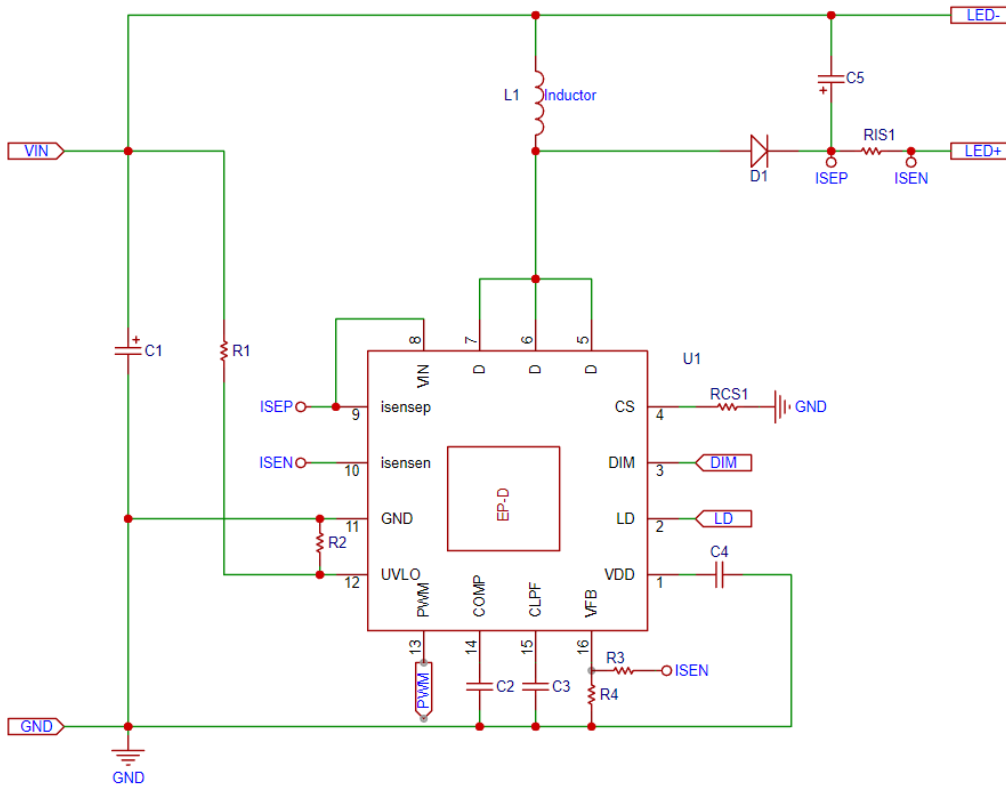 LED-
C5
L1
Inductor
VIN
LED+
RIS1
D1
ISEP
ISEN
C1
+
R1
8
7
6
5
U1
VIN
D
D
D
ISEP
9
isensep
CS
4
RCS1
GND
ISEN
10
isensen
DIM
3
DIM
EP-D
11
GND
LD
2
LD
R2
C4
12
UVLO
VDD
1
PWM
COMP
CLPF
VFB
13
14
15
16
PWM
C2
C3
R3
ISEN
R4
GND
GND
+